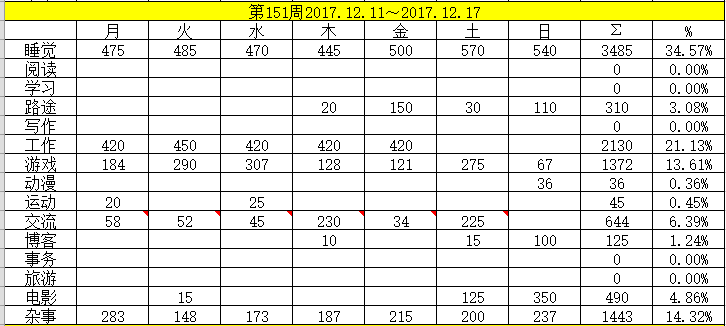 第151周2017.12.11～2017.12.17
月 火 水 木 金 土 日 Σ %
睡觉 475 485 470 445 500 570 540 3485 34.57%
阅读 0 0.00%
学习 0 0.00%
路途 20 150 30 110 310 3.08%
写作 0 0.00%
工作 420 450 420 420 420 2130 21.13%
游戏 184 290 307 128 121 275 67 1372 13.61%
动漫 36 36 0.36%
运动 20 25 45 0.45%
交流 58 52 45 230 34 225 644 6.39%
博客 10 15 100 125 1.24%
事务 0 0.00%
旅游 0 0.00%
电影 15 125 350 490 4.86%
杂事 283 148 173 187 215 200 237 1443 14.32%